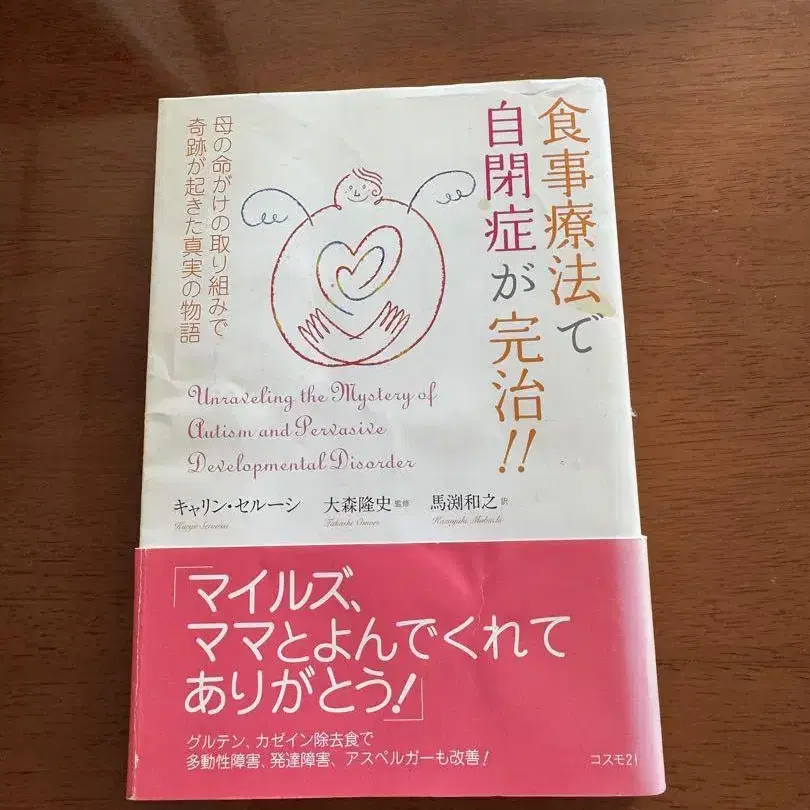 食事療法で
自閉症が完治!!
母の命がけの取り組みで
奇跡が起きた真実の物語
Unraveling the Mystery of
Autism and Pervasive
Developmental Disorder
キャリン・セルーシ 大森隆史 監修 馬渕和之 訳
Karyn Seroussi Takashi Omori Kazuyuki Mabuchi
「マイルズ、
ママとよんでくれて
ありがとう!」
グルテン、カゼイン除去食で
多動性障害、発達障害、アスペルガーも改善!
コスモ21